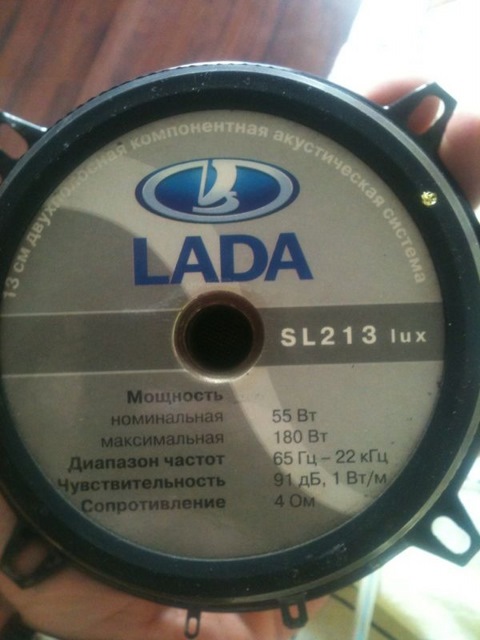 13 см двухполосная компонентная акустическая система
LADA
SL213 lux
Мощность
номинальная 55 Вт
максимальная 180 Вт
Диапазон частот 65 Гц – 22 кГц
Чувствительность 91 дБ, 1 Вт/м
Сопротивление 4 Ом